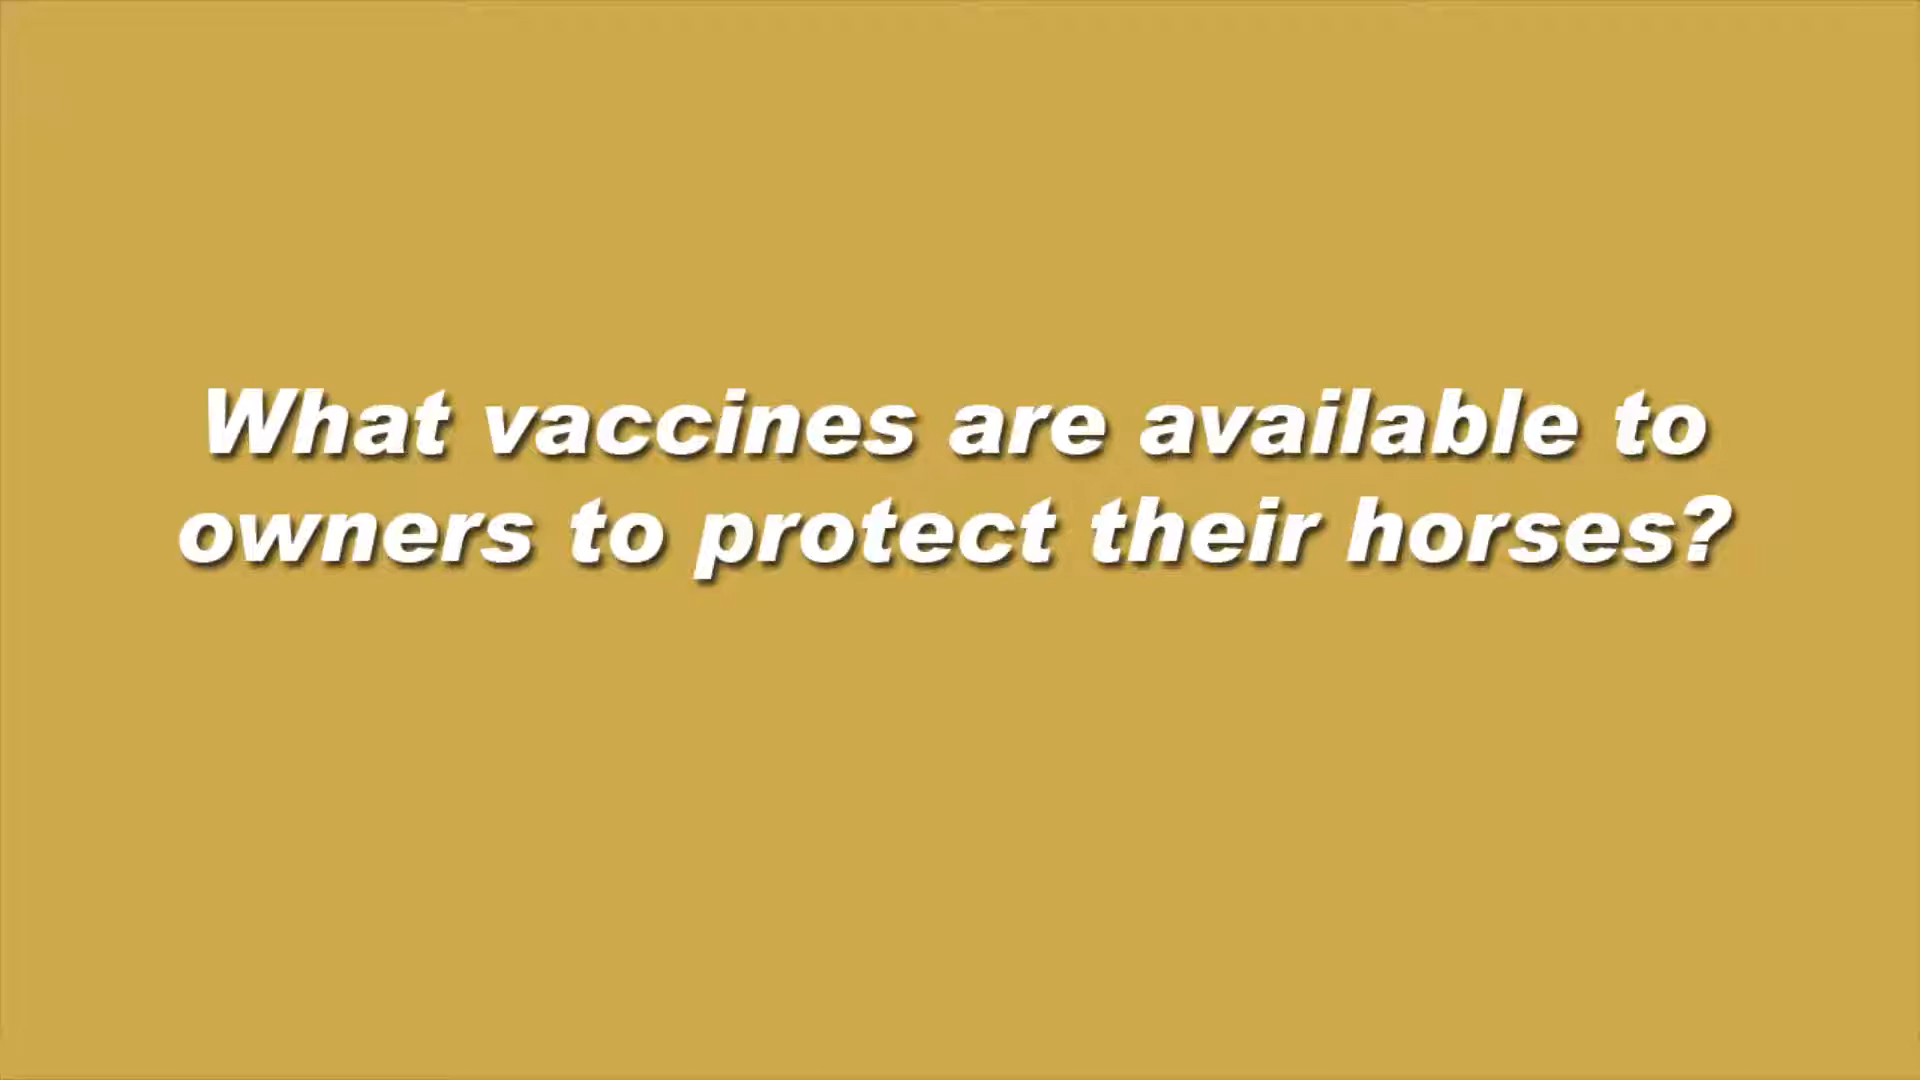 What vaccines are available to
owners to protect their horses?